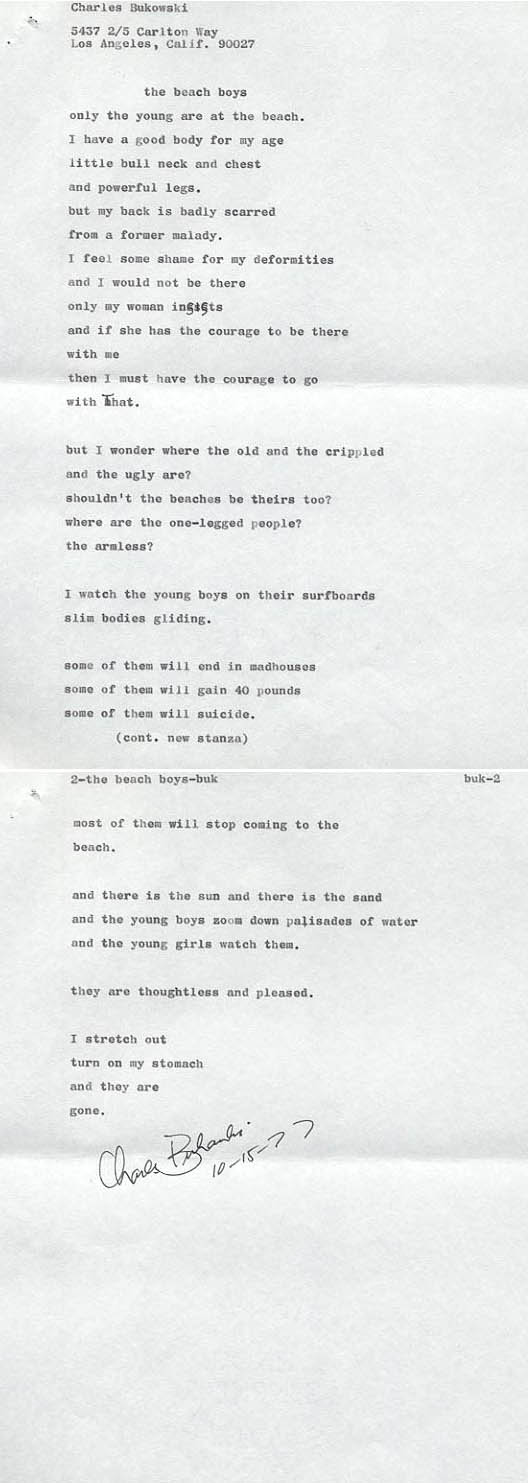 Charles Bukowski
5437 2/5 Carlton Way
Los Angeles, Calif. 90027
the beach boys
only the young are at the beach.
I have a good body for my age
little bull neck and chest
and powerful legs.
but my back is badly scarred
from a former malady.
I feel some shame for my deformities
and I would not be there
only my woman insists
and if she has the courage to be there
with me
then I must have the courage to go
with That.
but I wonder where the old and the crippled
and the ugly are?
shouldn't the beaches be theirs too?
where are the one-legged people?
the armless?
I watch the young boys on their surfboards
slim bodies gliding.
some of them will end in madhouses
some of them will gain 40 pounds
some of them will suicide.
(cont. new stanza)
2-the beach boys-buk buk-2
most of them will stop coming to the
beach.
and there is the sun and there is the sand
and the young boys zoom down palisades of water
and the young girls watch them.
they are thoughtless and pleased.
I stretch out
turn on my stomach
and they are
gone.
Charles Bukowski
10-15-77